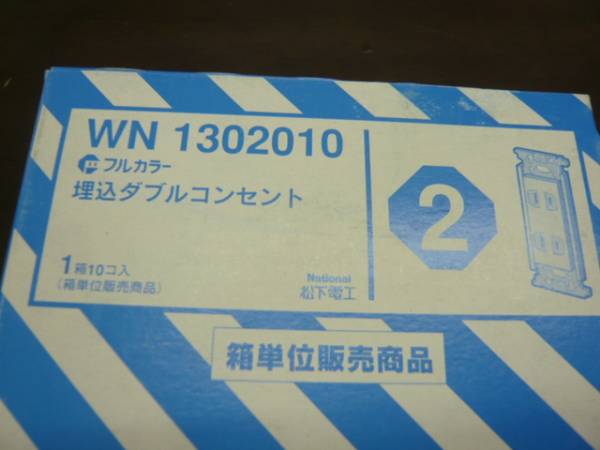 WN 1302010
フルカラー
埋込ダブルコンセント
2
1箱10コ入
(箱単位販売商品)
National
松下電工
箱単位販売商品